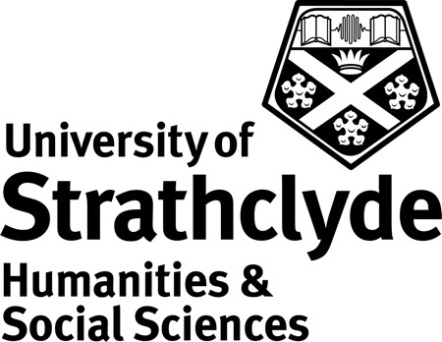 University of
Strathclyde
Humanities &
Social Sciences